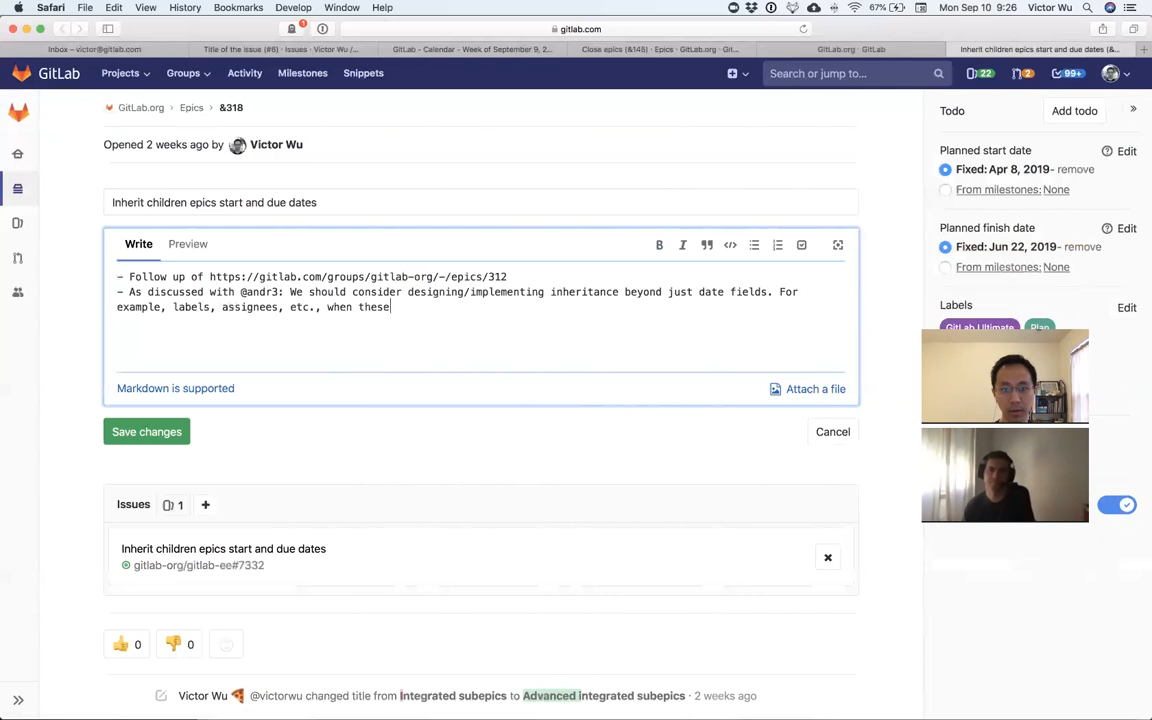 Safari File Edit View History Bookmarks Develop Window Help 67% Mon Sep 10 9:26 Victor Wu
gitlab.com
Inbox – victor@gitlab.com Title of the issue (#6) · Issues · Victor Wu /... GitLab - Calendar - Week of September 9, 2... Close epics (&145) · Epics · GitLab.org · Git... GitLab.org · GitLab Inherit children epics start and due dates (&...
GitLab Projects Groups Activity Milestones Snippets Search or jump to... 22 2 99+
GitLab.org > Epics > &318
Opened 2 weeks ago by Victor Wu
Inherit children epics start and due dates
Write Preview
- Follow up of https://gitlab.com/groups/gitlab-org/-/epics/312
- As discussed with @andr3: We should consider designing/implementing inheritance beyond just date fields. For
example, labels, assignees, etc., when these
Markdown is supported Attach a file
Save changes Cancel
Issues 1 +
Inherit children epics start and due dates
gitlab-org/gitlab-ee#7332
0 0
Victor Wu @victorwu changed title from Integrated subepics to Advanced integrated subepics · 2 weeks ago
Todo Add todo
Planned start date Edit
Fixed: Apr 8, 2019 - remove
From milestones: None
Planned finish date Edit
Fixed: Jun 22, 2019 - remove
From milestones: None
Labels Edit
GitLab Ultimate Plan